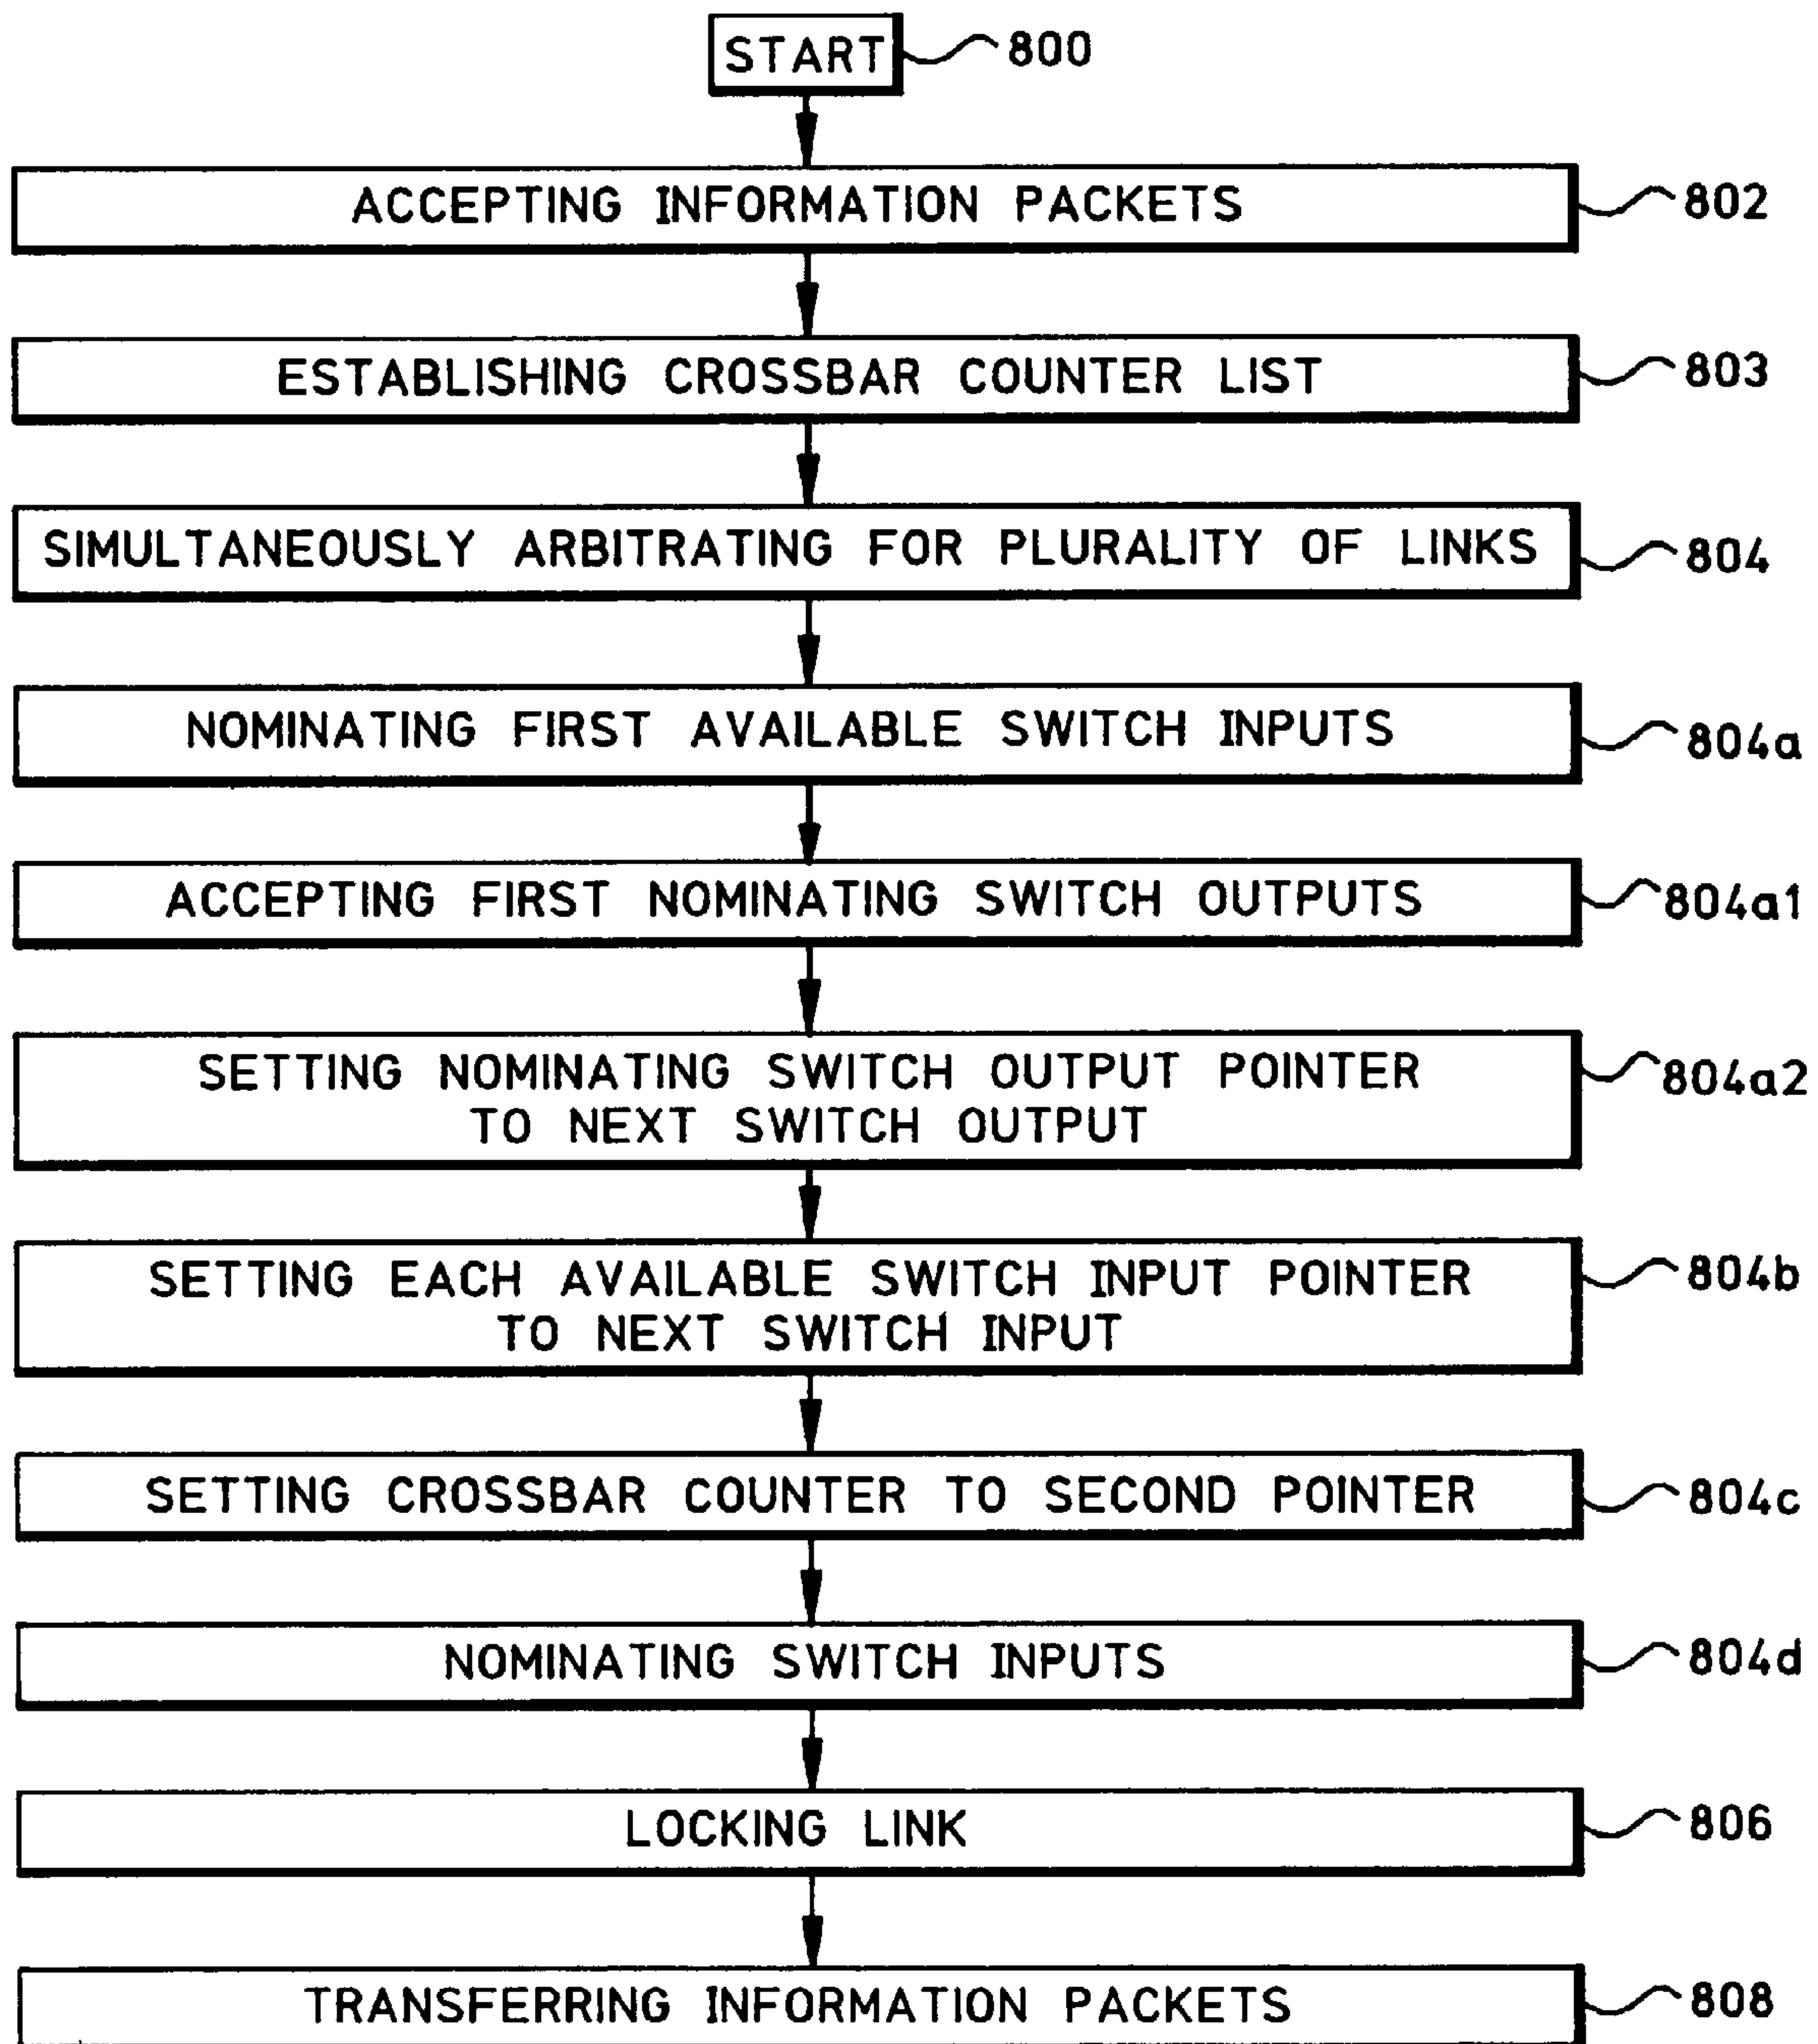 START 800
ACCEPTING INFORMATION PACKETS 802
ESTABLISHING CROSSBAR COUNTER LIST 803
SIMULTANEOUSLY ARBITRATING FOR PLURALITY OF LINKS 804
NOMINATING FIRST AVAILABLE SWITCH INPUTS 804a
ACCEPTING FIRST NOMINATING SWITCH OUTPUTS 804a1
SETTING NOMINATING SWITCH OUTPUT POINTER 804a2
TO NEXT SWITCH OUTPUT
SETTING EACH AVAILABLE SWITCH INPUT POINTER 804b
TO NEXT SWITCH INPUT
SETTING CROSSBAR COUNTER TO SECOND POINTER 804c
NOMINATING SWITCH INPUTS 804d
LOCKING LINK 806
TRANSFERRING INFORMATION PACKETS 808